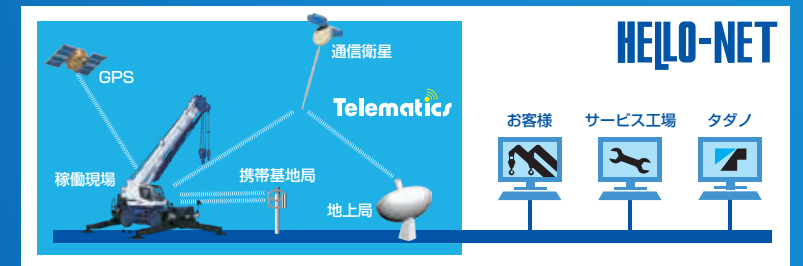 HELLO-NET
GPS
通信衛星
Telematics
お客様
サービス工場
タダノ
稼働現場
携帯基地局
地上局